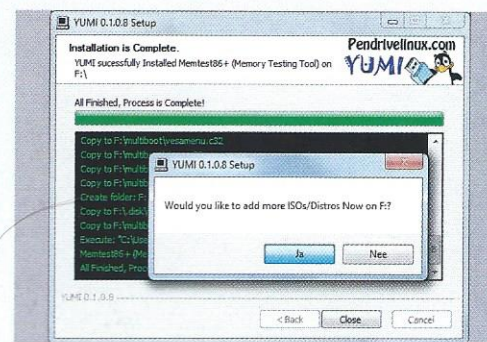 YUMI 0.1.0.8 Setup
Installation is Complete.
YUMI sucessfully Installed Memtest86+ (Memory Testing Tool) on
F:\
Pendrivelinux.com
YUMI
All Finished, Process is Complete!
Copy to F:\multiboot\vesamenu.c32
Copy to F:\multib
Copy to F:\multib
Copy to F:\multib
Create folder: F:
Copy to F:\.disk\
Copy to F:\multib
Execute: "C:\Use
Memtest86+ (Me
All Finished, Proc
YUMI 0.1.0.8 Setup
Would you like to add more ISOs/Distros Now on F:?
Ja
Nee
YUMI 0.1.0.8
< Back
Close
Cancel